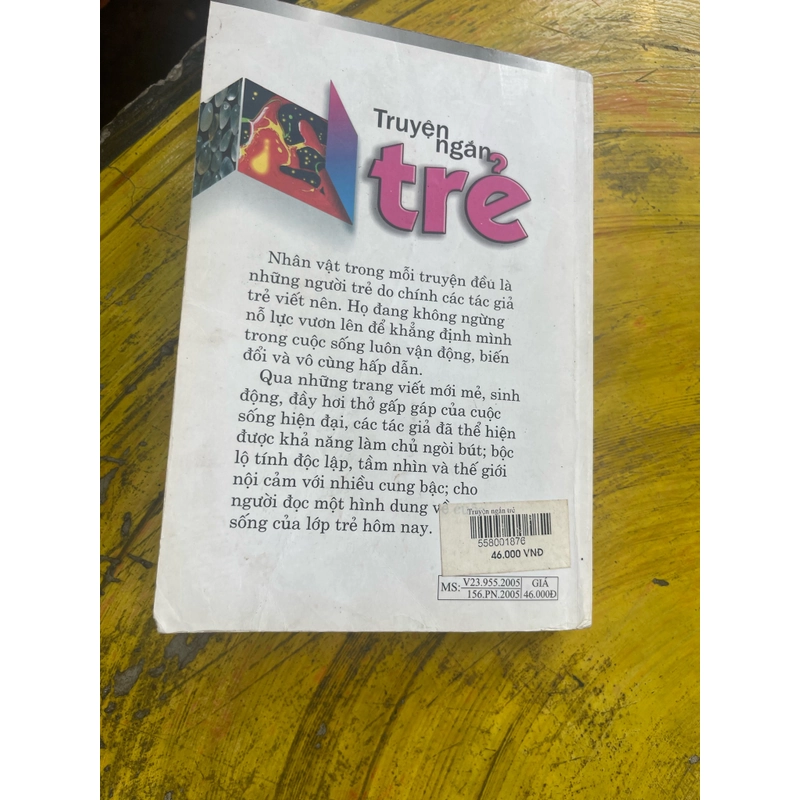 Truyện
ngắn
trẻ
Nhân vật trong mỗi truyện đều là
những người trẻ do chính các tác giả
trẻ viết nên. Họ đang không ngừng
nỗ lực vươn lên để khẳng định mình
trong cuộc sống luôn vận động, biến
đổi và vô cùng hấp dẫn.
Qua những trang viết mới mẻ, sinh
động, đầy hơi thở gấp gáp của cuộc
sống hiện đại, các tác giả đã thể hiện
được khả năng làm chủ ngòi bút; bộc
lộ tính độc lập, tầm nhìn và thế giới
nội cảm với nhiều cung bậc; cho
người đọc một hình dung về
sống của lớp trẻ hôm nay.
Truyện ngắn trẻ
558001876
46.000 VNĐ
MS: V23.955.2005 GIÁ
156.PN.2005 46.000Đ